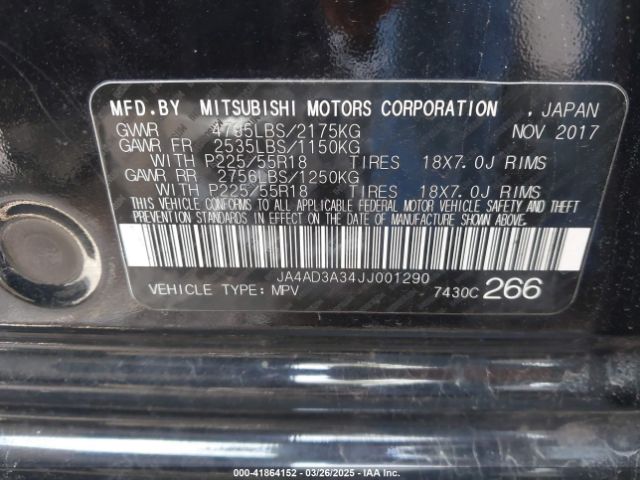 MFD.BY MITSUBISHI MOTORS CORPORATION , JAPAN
GVWR 4795LBS/2175KG NOV 2017
GAWR FR 2535LBS/1150KG
WITH P225/55R18 TIRES 18X7.0J RIMS
GAWR RR 2756LBS/1250KG
WITH P225/55R18 TIRES 18X7.0J RIMS
THIS VEHICLE CONFORMS TO ALL APPLICABLE FEDERAL MOTOR VEHICLE SAFETY AND THEFT
PREVENTION STANDARDS IN EFFECT ON THE DATE OF MANUFACTURE SHOWN ABOVE.
JA4AD3A34JJ001290
VEHICLE TYPE: MPV 7430C 266
000-41864152 — 03/26/2025 — IAA Inc.(c)